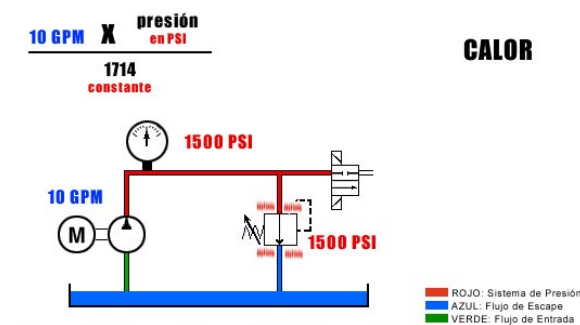 presión
10 GPM X en PSI
1714
constante
CALOR
1500 PSI
10 GPM
M
1500 PSI
ROJO: Sistema de Presión
AZUL: Flujo de Escape
VERDE: Flujo de Entrada